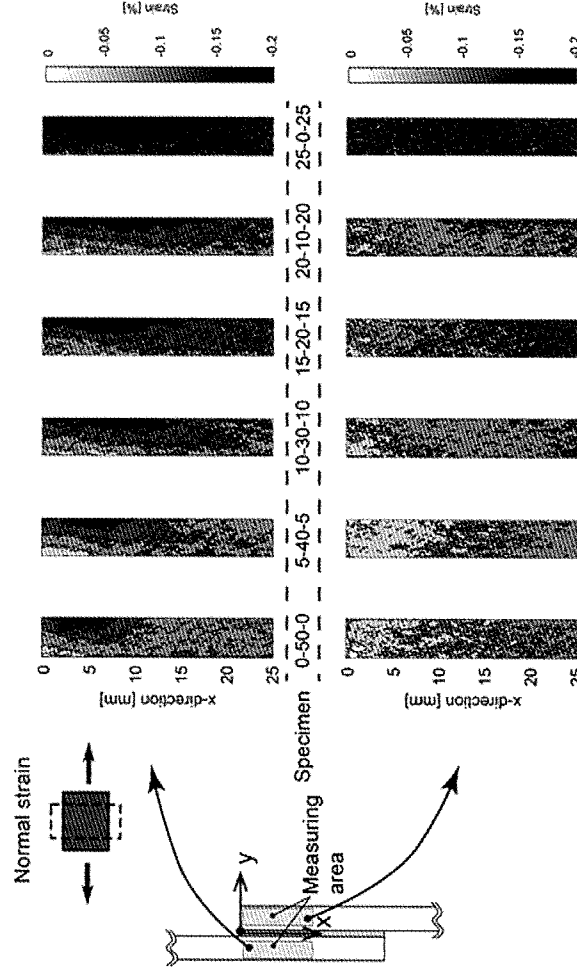 Normal strain
y
x
Measuring
area
x-direction [mm]
0
5
10
15
20
25
Strain [%]
0
-0.05
-0.1
-0.15
-0.2
Specimen 0-50-0 5-40-5 10-30-10 15-20-15 20-10-20 25-0-25
x-direction [mm]
0
5
10
15
20
25
Strain [%]
0
-0.05
-0.1
-0.15
-0.2